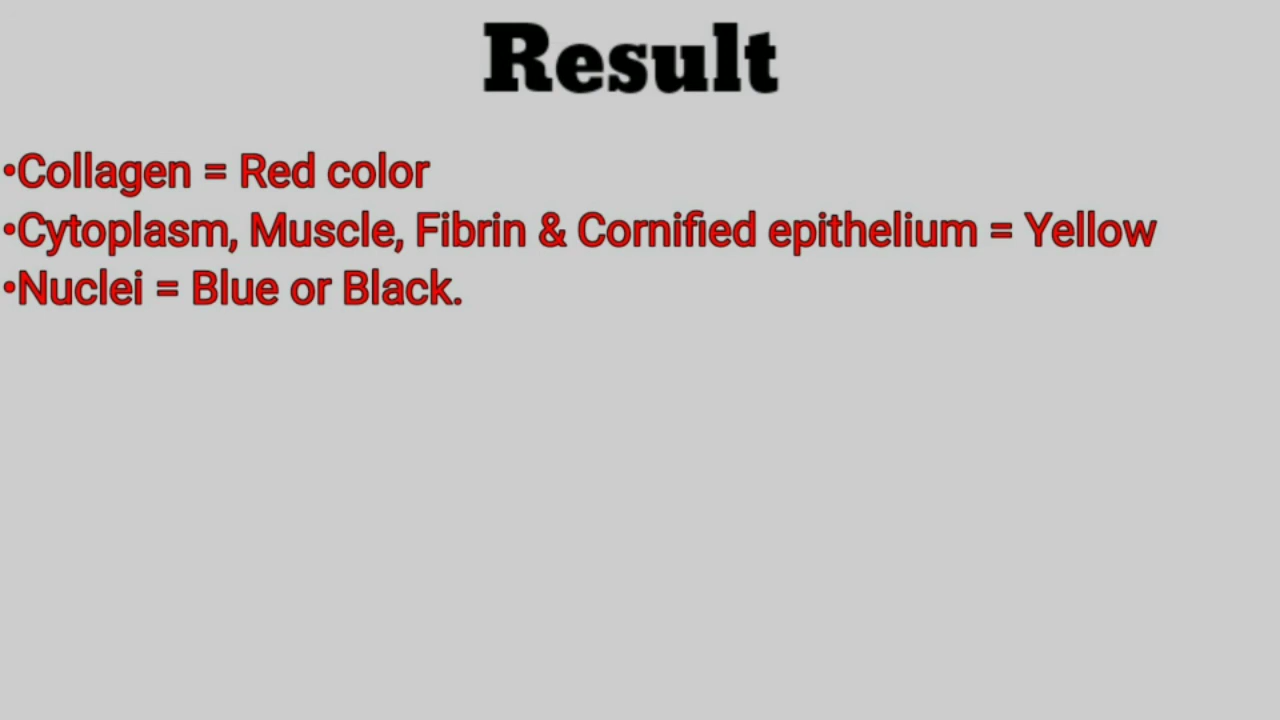 Result
•Collagen = Red color
•Cytoplasm, Muscle, Fibrin & Cornified epithelium = Yellow
•Nuclei = Blue or Black.